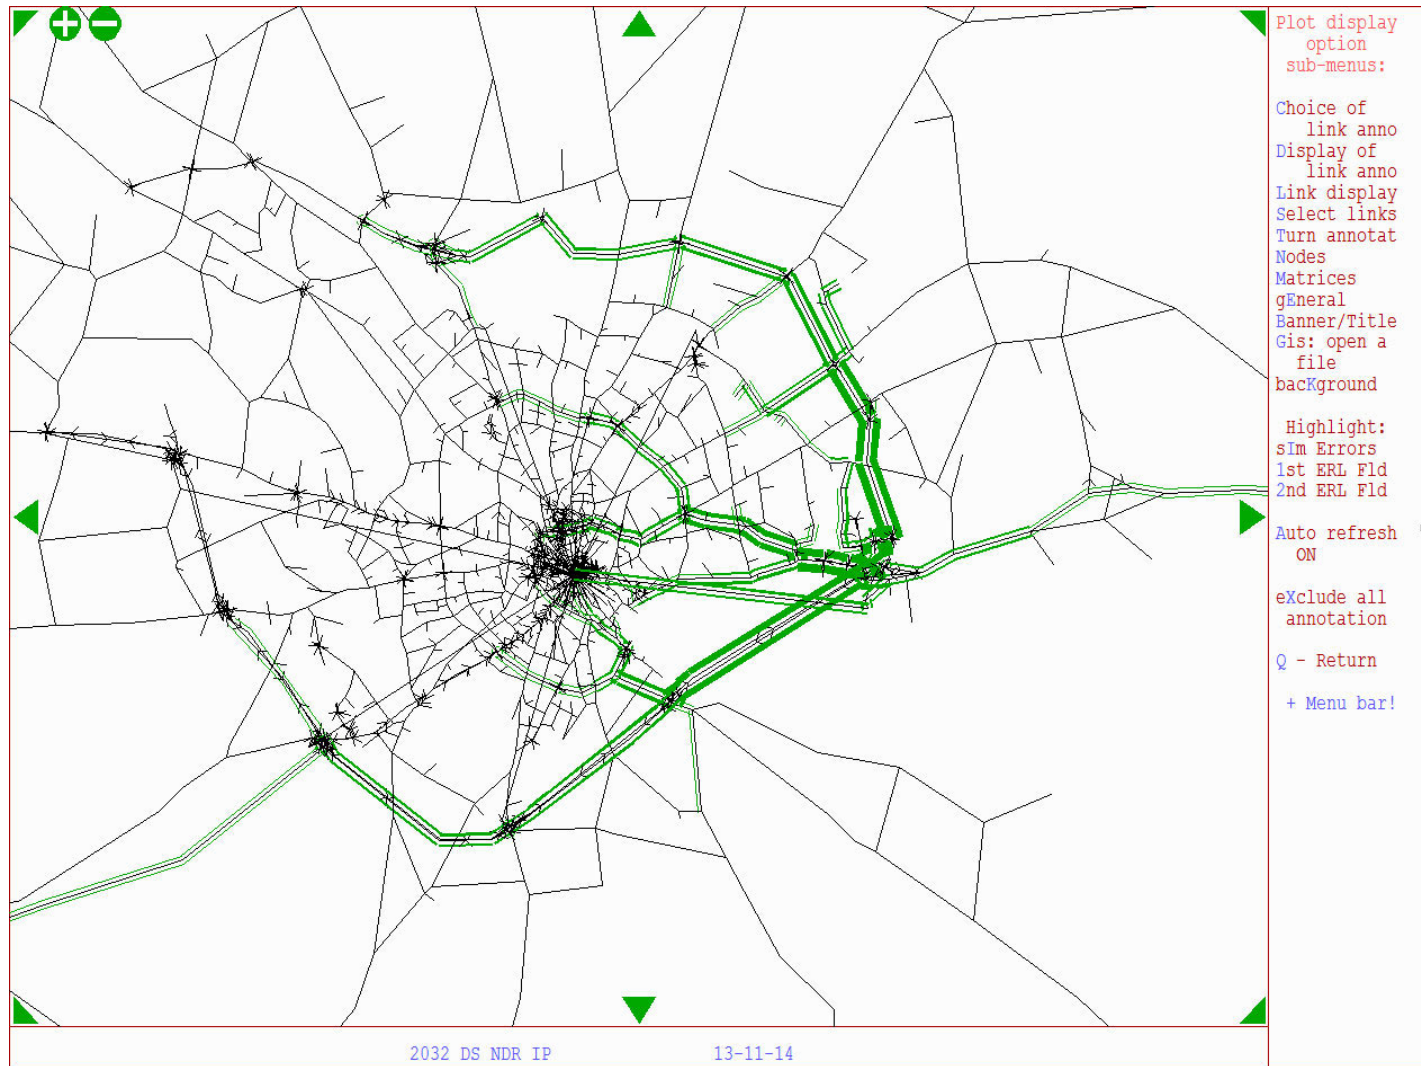 Plot display
option
sub-menus:
Choice of
link anno
Display of
link anno
Link display
Select links
Turn annotat
Nodes
Matrices
gEneral
Banner/Title
Gis: open a
file
bacKground
Highlight:
sIm Errors
1st ERL Fld
2nd ERL Fld
Auto refresh
ON
eXclude all
annotation
Q - Return
+ Menu bar!
2032 DS NDR IP 13-11-14